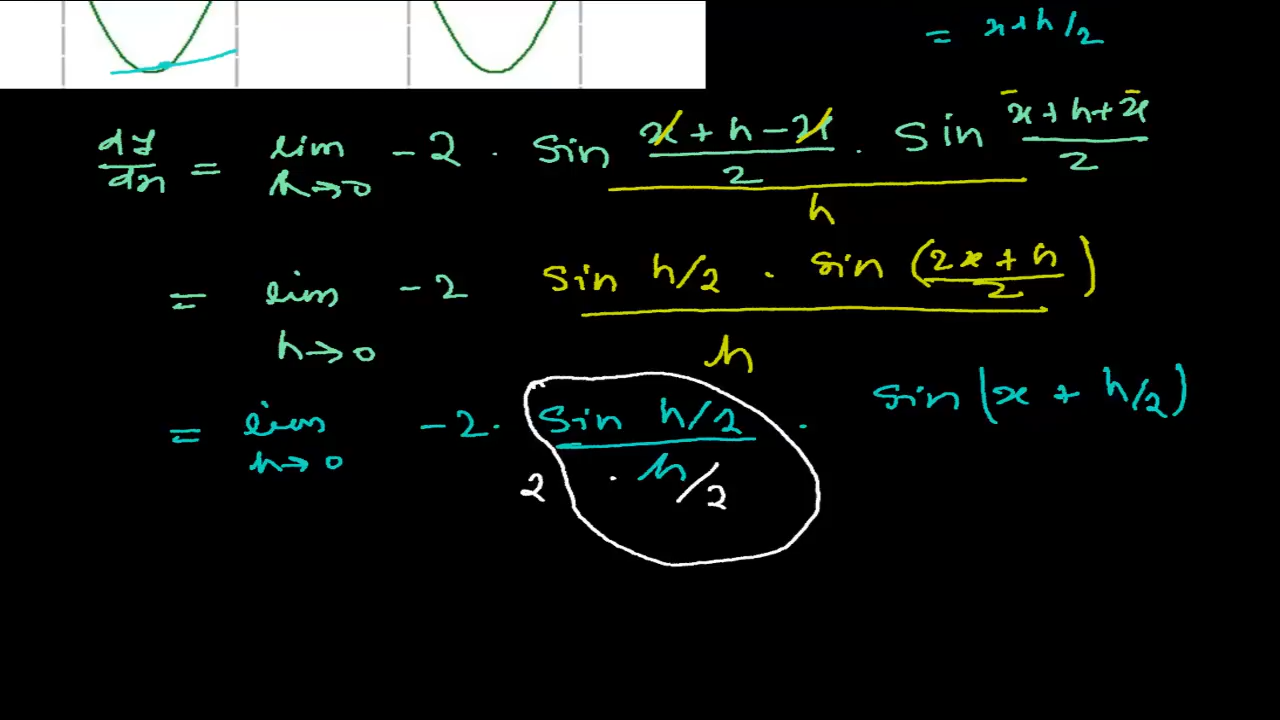 = x + h/2
dy/dx = lim h→0 -2 · sin (x + h - x)/2 · sin (x + h + x)/2 / h
= lim h→0 -2 sin h/2 · sin (2x + h / 2) / h
= lim h→0 -2 · sin h/2 / 2 · h/2 · sin (x + h/2)